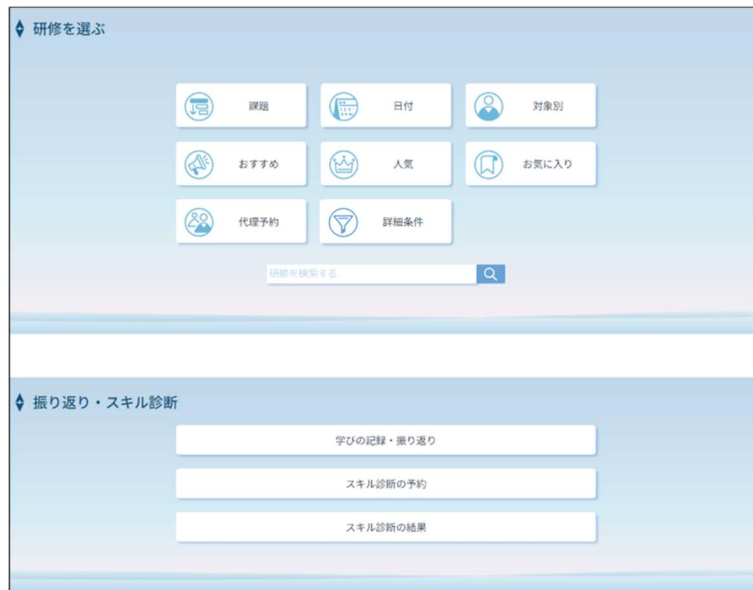 研修を選ぶ
課題
日付
対象別
おすすめ
人気
お気に入り
代理予約
詳細条件
研修を検索する
振り返り・スキル診断
学びの記録・振り返り
スキル診断の予約
スキル診断の結果